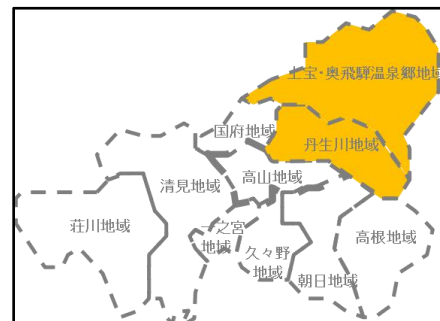 上宝・奥飛騨温泉郷地域
国府地域
丹生川地域
清見地域
高山地域
荘川地域
一之宮
地域
久々野
地域
高根地域
朝日地域